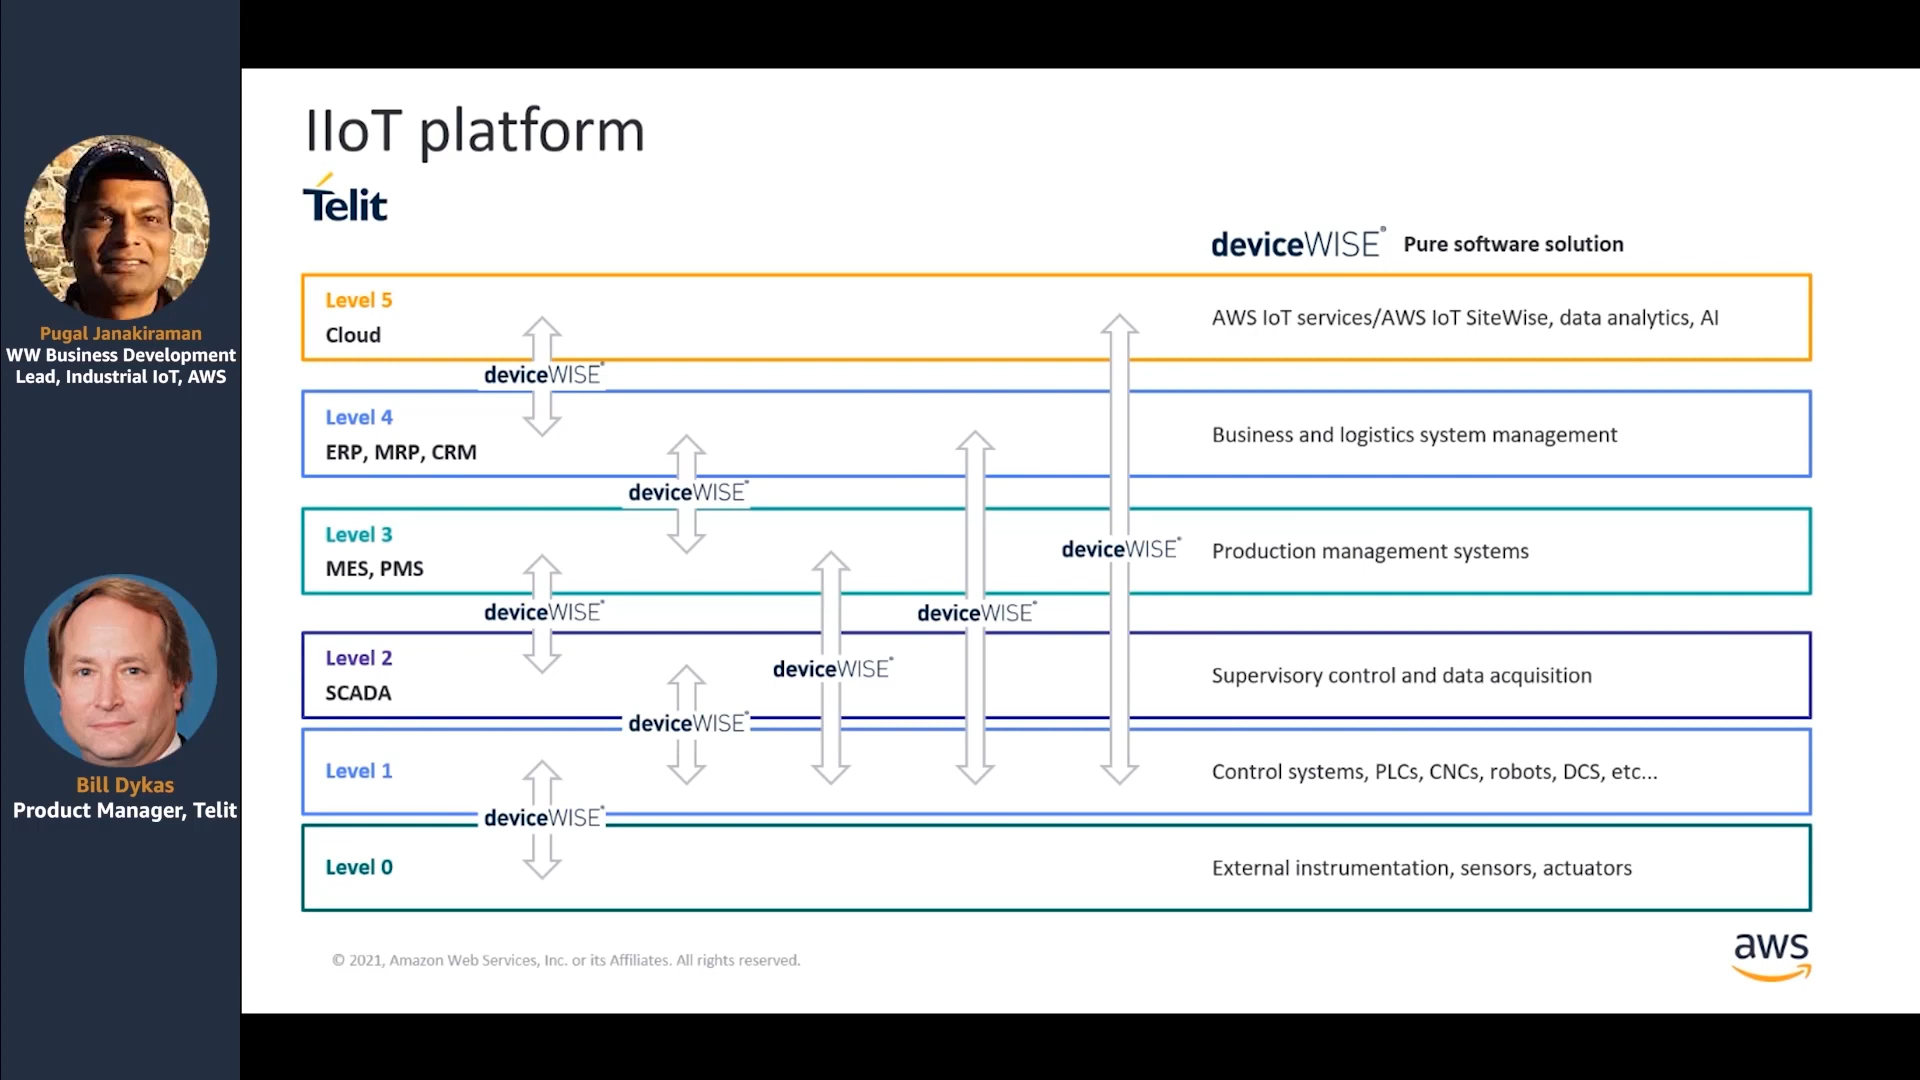 Pugal Janakiraman
WW Business Development
Lead, Industrial IoT, AWS
Bill Dykas
Product Manager, Telit
IIoT platform
Telit
deviceWISE® Pure software solution
Level 5
Cloud
AWS IoT services/AWS IoT SiteWise, data analytics, AI
deviceWISE®
Level 4
ERP, MRP, CRM
Business and logistics system management
deviceWISE®
Level 3
MES, PMS
deviceWISE®
Production management systems
deviceWISE®
deviceWISE®
Level 2
SCADA
deviceWISE®
Supervisory control and data acquisition
deviceWISE®
Level 1
Control systems, PLCs, CNCs, robots, DCS, etc...
deviceWISE®
Level 0
External instrumentation, sensors, actuators
© 2021, Amazon Web Services, Inc. or its Affiliates. All rights reserved.
aws